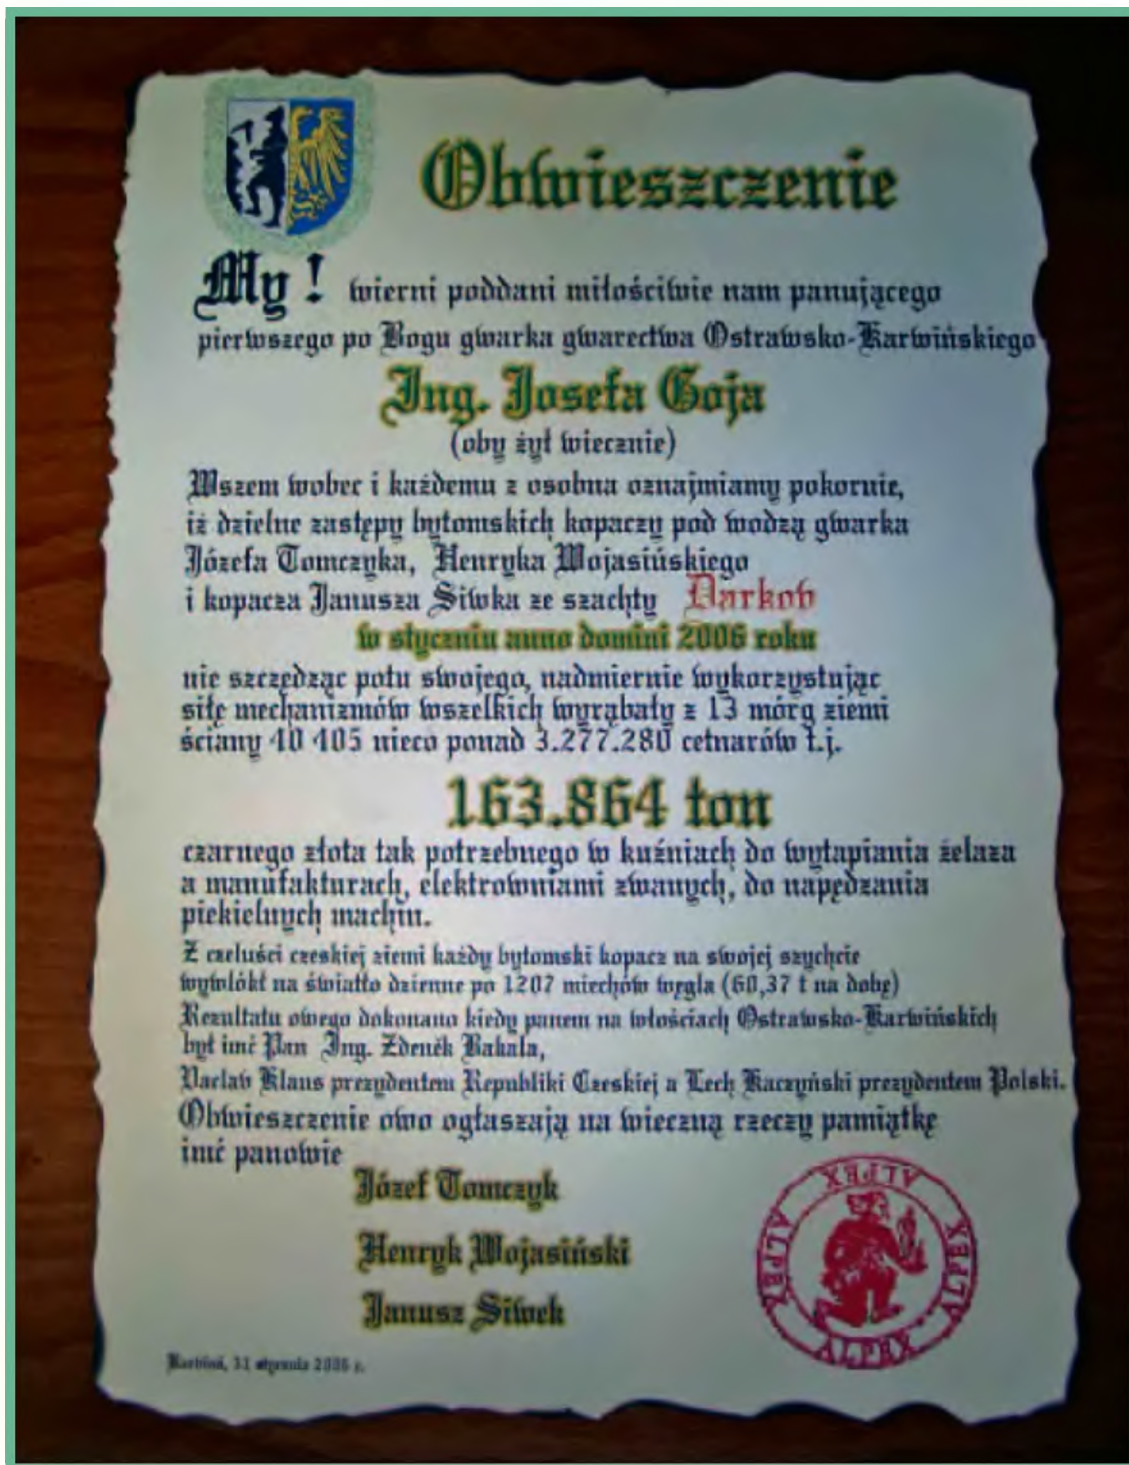 Obwieszczenie
My! wierni poddani miłościwie nam panującego
pierwszego po Bogu gwarka gwarectwa Ostrawsko-Karwińskiego
Ing. Josefa Goja
(oby żył wiecznie)
Wszem wobec i każdemu z osobna oznajmiamy pokornie,
iż dzielne zastępy bytomskich kopaczy pod wodzą gwarka
Józefa Tomczyka, Henryka Wojasińskiego
i kopacza Janusza Siwka ze szachty Darkov
w styczniu anno domini 2006 roku
nie szczędząc potu swojego, nadmiernie wykorzystując
siłę mechanizmów wszelkich wyrąbały z 13 mórg ziemi
ściany 40 405 nieco ponad 3.277.280 cetnarów t.j.
163.864 ton
czarnego złota tak potrzebnego w kuźniach do wytapiania żelaza
a manufakturach, elektrowniami zwanych, do napędzania
piekielnych machin.
Z czeluści czeskiej ziemi każdy bytomski kopacz na swojej szychcie
wywlókł na światło dzienne po 1207 miechów węgla (60,37 t na dobę)
Rezultatu owego dokonano kiedy panem na włościach Ostrawsko-Karwińskich
był imć Pan Ing. Zdeněk Bakala,
Vaclav Klaus prezydentem Republiki Czeskiej a Lech Kaczyński prezydentem Polski.
Obwieszczenie owo ogłaszają na wieczną rzeczy pamiątkę
imć panowie
Józef Tomczyk
Henryk Wojasiński
Janusz Siwek
ALPEX ALPEX ALPEX ALPEX
Karwina, 31 stycznia 2006 r.